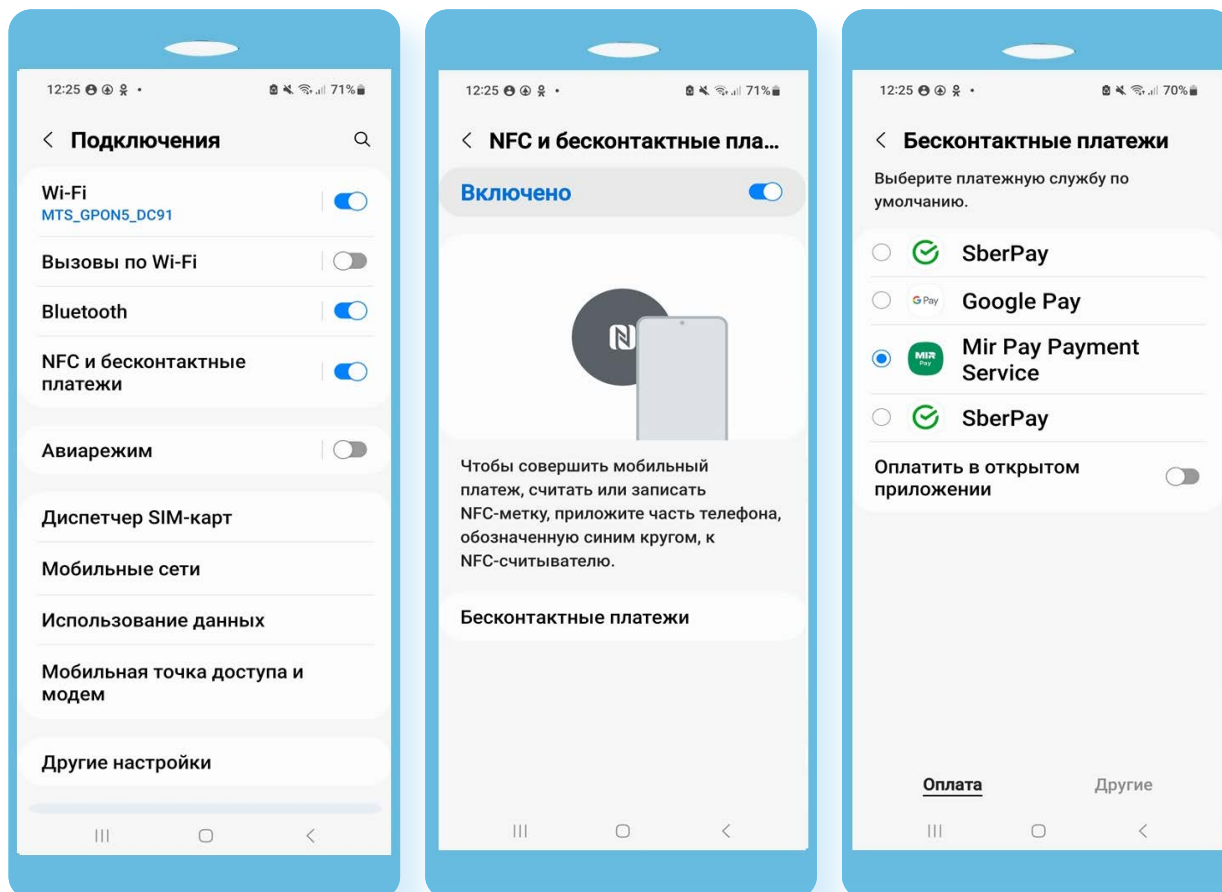 12:25
71%
Подключения
Wi-Fi
MTS_GPON5_DC91
Вызовы по Wi-Fi
Bluetooth
NFC и бесконтактные
платежи
Авиарежим
Диспетчер SIM-карт
Мобильные сети
Использование данных
Мобильная точка доступа и
модем
Другие настройки
12:25
71%
NFC и бесконтактные пла...
Включено
Чтобы совершить мобильный
платеж, считать или записать
NFC-метку, приложите часть телефона,
обозначенную синим кругом, к
NFC-считывателю.
Бесконтактные платежи
12:25
70%
Бесконтактные платежи
Выберите платежную службу по
умолчанию.
SberPay
G Pay
Google Pay
MIR
Pay
Mir Pay Payment
Service
SberPay
Оплатить в открытом
приложении
Оплата
Другие